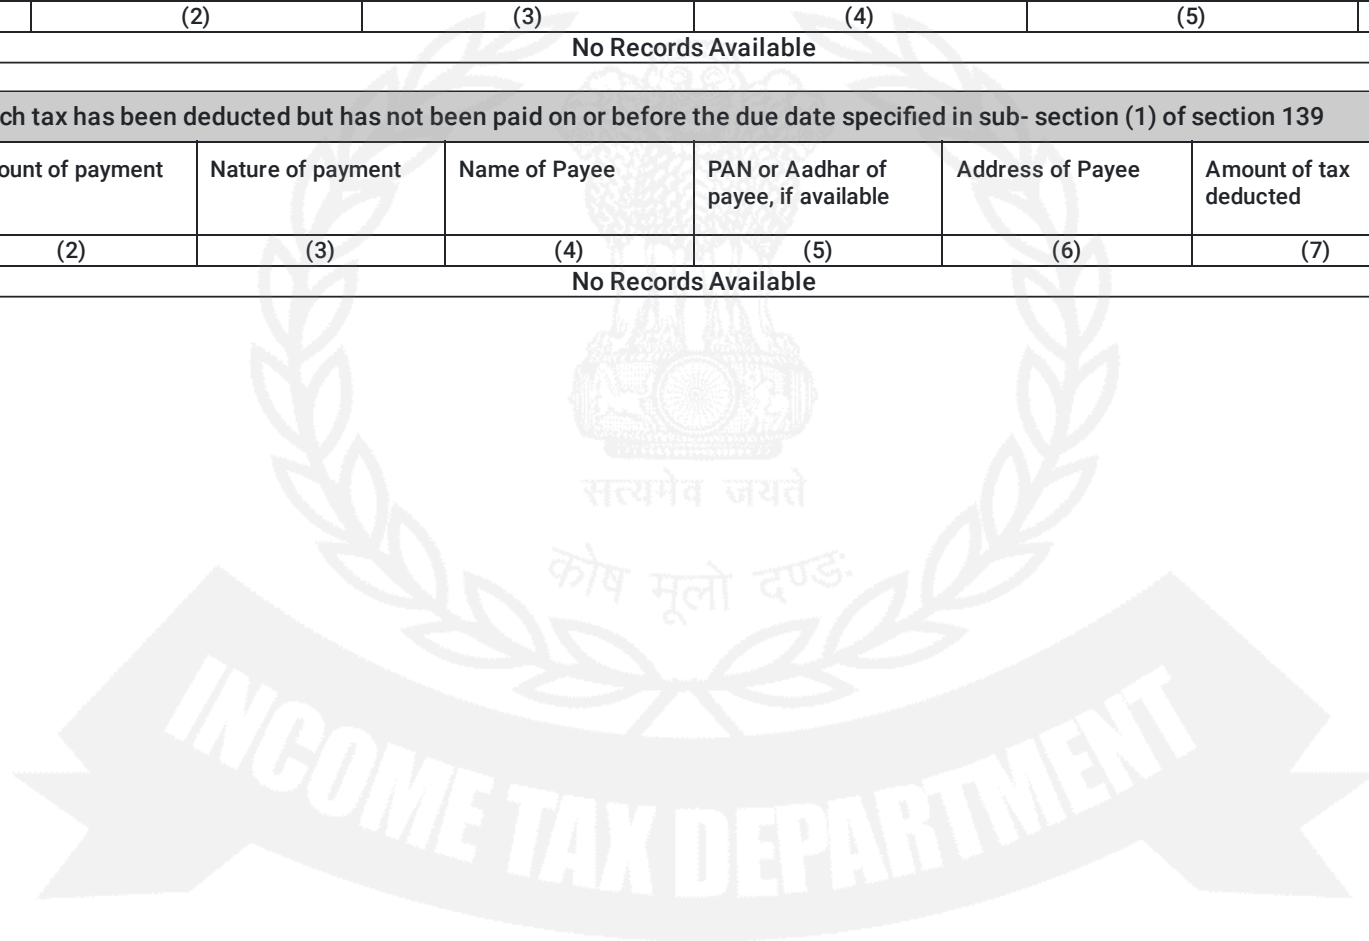 (2) (3) (4) (5)
No Records Available
ch tax has been deducted but has not been paid on or before the due date specified in sub- section (1) of section 139
ount of payment Nature of payment Name of Payee PAN or Aadhar of Address of Payee Amount of tax
payee, if available deducted
(2) (3) (4) (5) (6) (7)
No Records Available
सत्यमेव जयते
कोष मूलो दण्डः
INCOME TAX DEPARTMENT